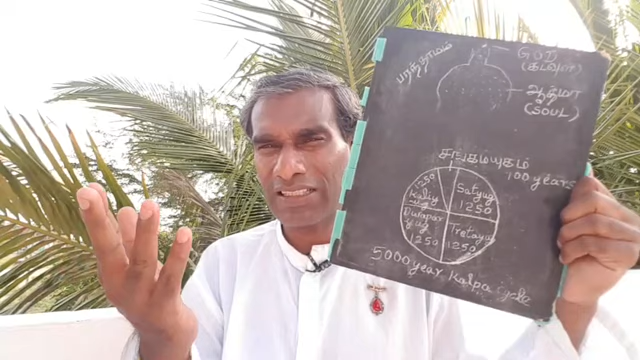 பரந்தாமம்
GOD
(கடவுள்)
ஆத்மா
(SOUL)
சங்கமயுகம்
100 years
1250
Kaliyug
Satyug
1250
Dwapar
yug
1250
Tretayug
1250
5000 year Kalpa cycle